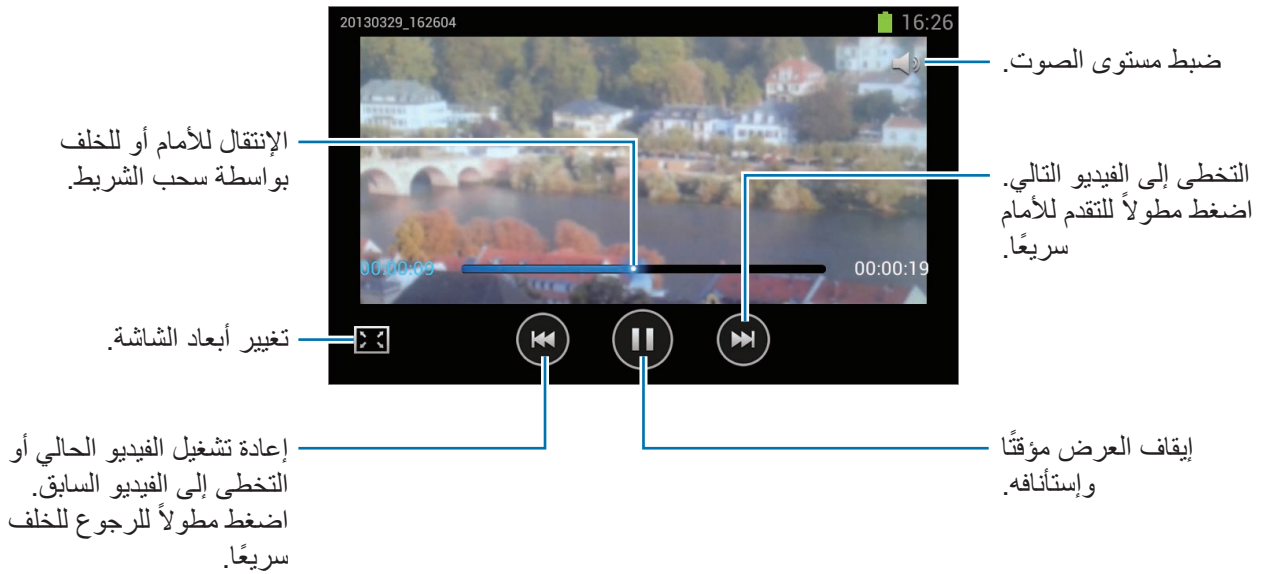 20130329_162604
16:26
ضبط مستوى الصوت.
الإنتقال للأمام أو للخلف
بواسطة سحب الشريط.
التخطى إلى الفيديو التالي.
اضغط مطولاً للتقدم للأمام
سريعًا.
00:00:09
00:00:19
تغيير أبعاد الشاشة.
إيقاف العرض مؤقتًا
وإستأنافه.
إعادة تشغيل الفيديو الحالي أو
التخطى إلى الفيديو السابق.
اضغط مطولاً للرجوع للخلف
سريعًا.